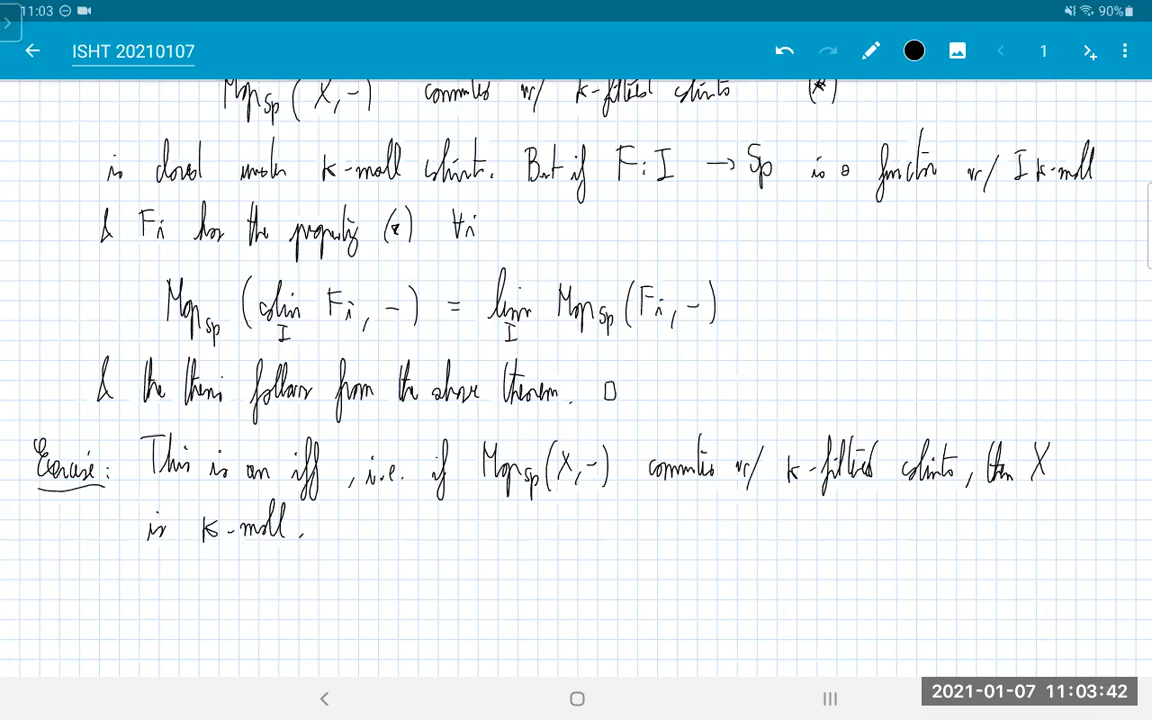 11:03
90%
ISHT 20210107
1
Map_Sp (X, -) commutes w/ κ-filtered colimits (*)
is closed under κ-small colimits. But if F: I → Sp is a functor w/ I κ-small
& Fi has the property (*) ∀i
Map_Sp (colim_I Fi, -) = lim_I Map_Sp (Fi, -)
& the thesis follows from the above theorem. □
Exercise: This is an iff, i.e. if Map_Sp (X, -) commutes w/ κ-filtered colimits, then X
is κ-small.
2021-01-07 11:03:42